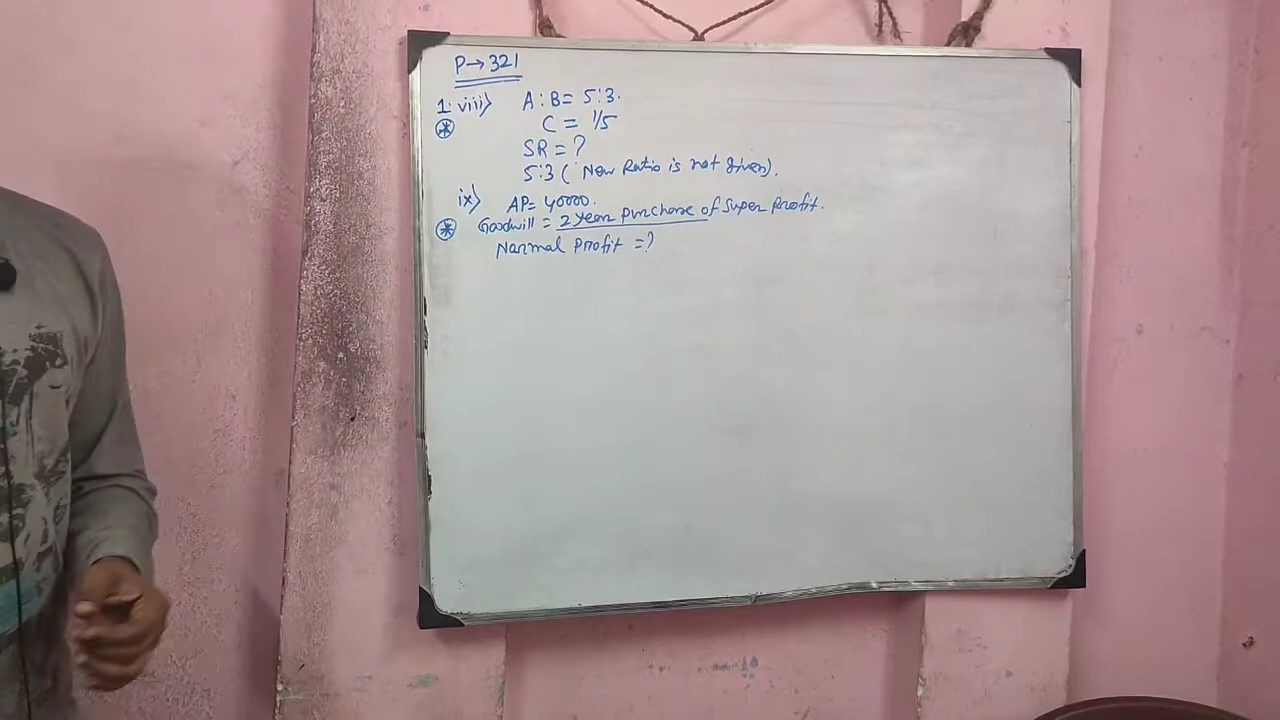 P→321
1. viii) A : B = 5:3.
C = 1/5
SR = ?
5:3 ( New Ratio is not given).
ix) AP = 40000.
Goodwill = 2 year purchase of super profit.
Normal Profit = ?